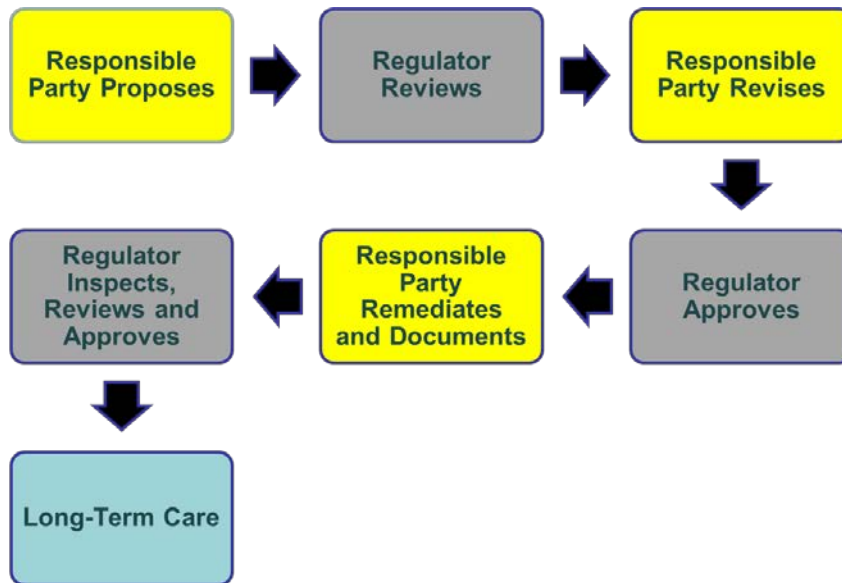 Responsible
Party Proposes
Regulator
Reviews
Responsible
Party Revises
Regulator
Approves
Responsible
Party
Remediates
and Documents
Regulator
Inspects,
Reviews and
Approves
Long-Term Care